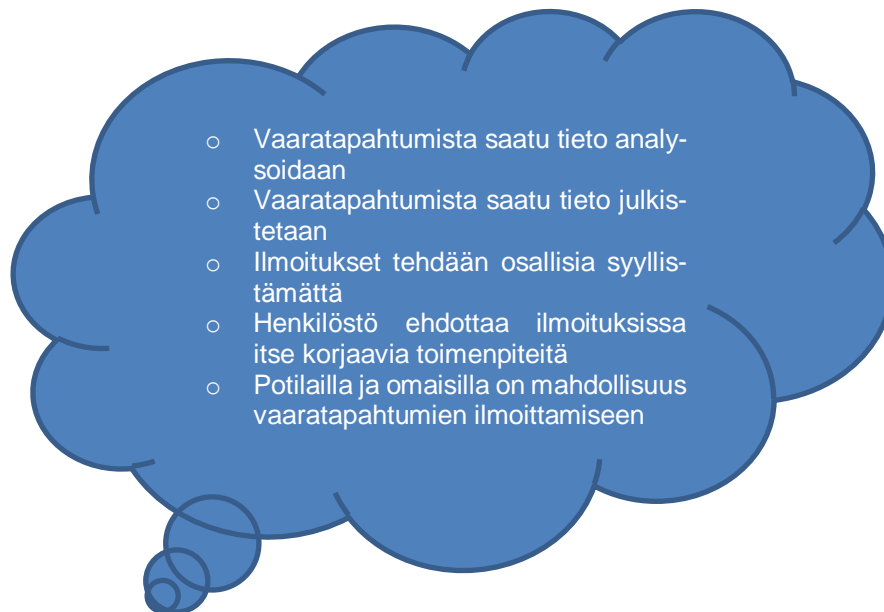 o Vaaratapahtumista saatu tieto analy-
soidaan
o Vaaratapahtumista saatu tieto julkis-
tetaan
o Ilmoitukset tehdään osallisia syyllis-
tämättä
o Henkilöstö ehdottaa ilmoituksissa
itse korjaavia toimenpiteitä
o Potilailla ja omaisilla on mahdollisuus
vaaratapahtumien ilmoittamiseen